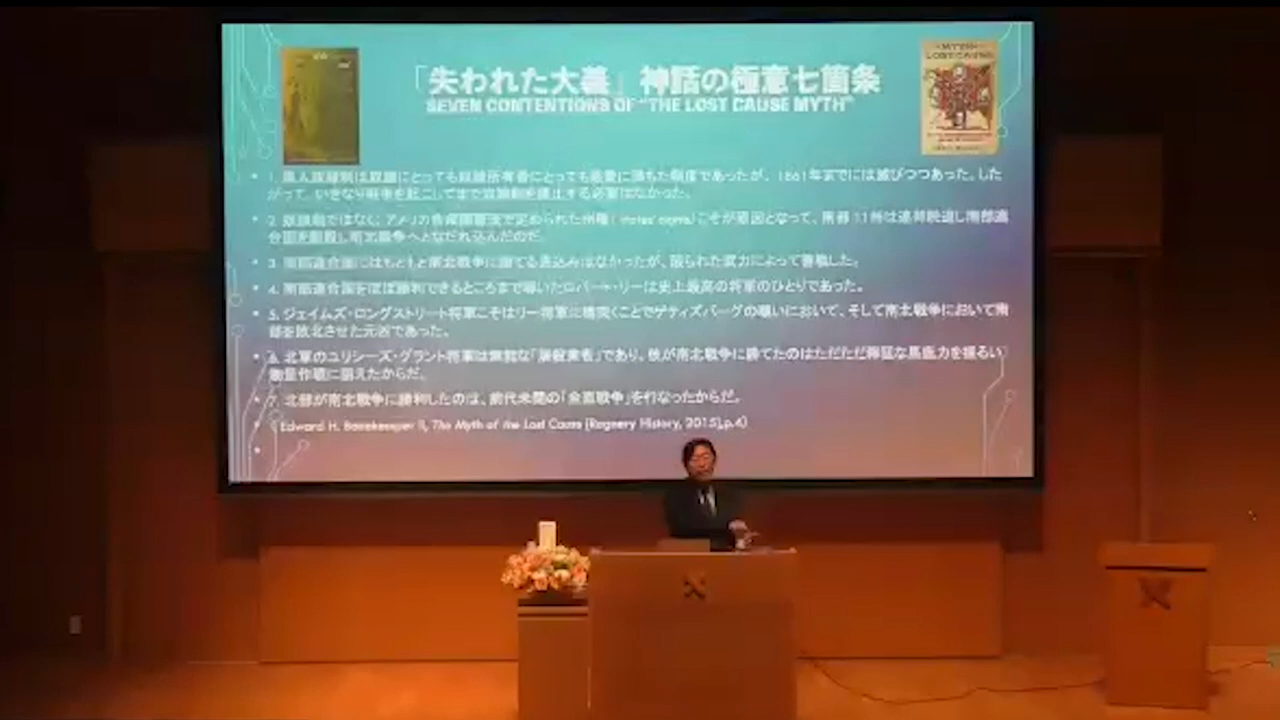 「失われた大義」神話の極意七箇条
SEVEN CONTENTIONS OF "THE LOST CAUSE MYTH"
MYTH
LOST CAUSE
1. 黒人奴隷制は奴隷にとっても奴隷所有者にとっても慈愛に満ちた制度であったが、1861年までには滅びつつあった。した
がって、いきなり戦争を起こしてまで奴隷制を廃止する必要はなかった。
2. 奴隷制ではなく、アメリカ合衆国憲法で定められた州権(states' rights)こそが原因となって、南部11州は連邦脱退し南部連
合国を創設し南北戦争へとなだれ込んだのだ。
3. 南部連合国にはもともと南北戦争に勝てる見込みはなかったが、限られた武力によって善戦した。
4. 南部連合国をほぼ勝利できるところまで導いたロバート・リーは史上最高の将軍のひとりであった。
5. ジェイムズ・ロングストリート将軍こそはリー将軍に楯突くことでゲティズバーグの戦いにおいて、そして南北戦争において南
部を敗北させた元凶であった。
6. 北軍のユリシーズ・グラント将軍は無能な「屠殺業者」であり、彼が南北戦争に勝てたのはただただ
7. 北部が南北戦争に勝利したのは、前代未聞の「全面戦争」を行なったからだ。
Edward H. Bonekemper III, The Myth of the Lost Cause [Regnery History, 2015], p.4)